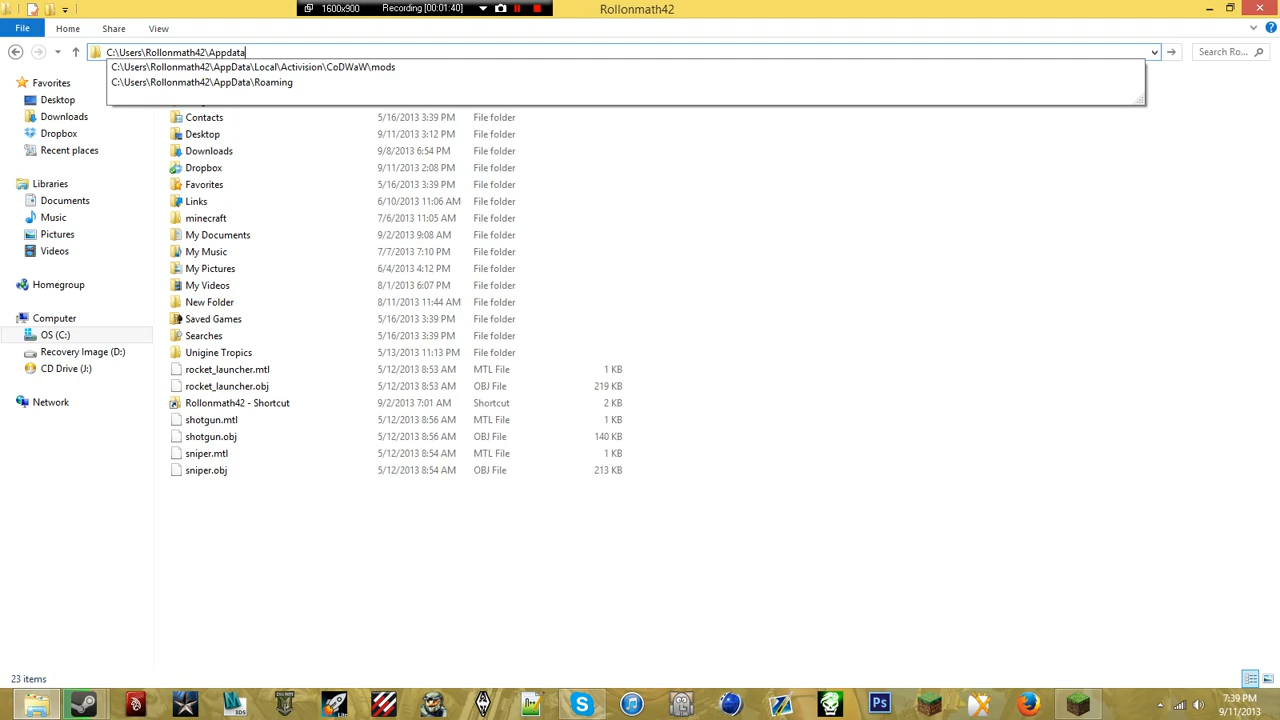 1600x900 Recording [00:01:40]
Rollonmath42
File Home Share View
C:\Users\Rollonmath42\Appdata
Search Ro...
C:\Users\Rollonmath42\AppData\Local\Activision\CoDWaW\mods
C:\Users\Rollonmath42\AppData\Roaming
Favorites
Desktop
Downloads
Dropbox
Recent places
Libraries
Documents
Music
Pictures
Videos
Homegroup
Computer
OS (C:)
Recovery Image (D:)
CD Drive (J:)
Network
Contacts 5/16/2013 3:39 PM File folder
Desktop 9/11/2013 3:12 PM File folder
Downloads 9/8/2013 6:54 PM File folder
Dropbox 9/11/2013 2:08 PM File folder
Favorites 5/16/2013 3:39 PM File folder
Links 6/10/2013 11:06 AM File folder
minecraft 7/6/2013 11:05 AM File folder
My Documents 9/2/2013 9:08 AM File folder
My Music 7/7/2013 7:10 PM File folder
My Pictures 6/4/2013 4:12 PM File folder
My Videos 8/1/2013 6:07 PM File folder
New Folder 8/11/2013 11:44 AM File folder
Saved Games 5/16/2013 3:39 PM File folder
Searches 5/16/2013 3:39 PM File folder
Unigine Tropics 5/13/2013 11:13 PM File folder
rocket_launcher.mtl 5/12/2013 8:53 AM MTL File 1 KB
rocket_launcher.obj 5/12/2013 8:53 AM OBJ File 219 KB
Rollonmath42 - Shortcut 9/2/2013 7:01 AM Shortcut 2 KB
shotgun.mtl 5/12/2013 8:56 AM MTL File 1 KB
shotgun.obj 5/12/2013 8:56 AM OBJ File 140 KB
sniper.mtl 5/12/2013 8:54 AM MTL File 1 KB
sniper.obj 5/12/2013 8:54 AM OBJ File 213 KB
23 items
Ps
7:39 PM
9/11/2013